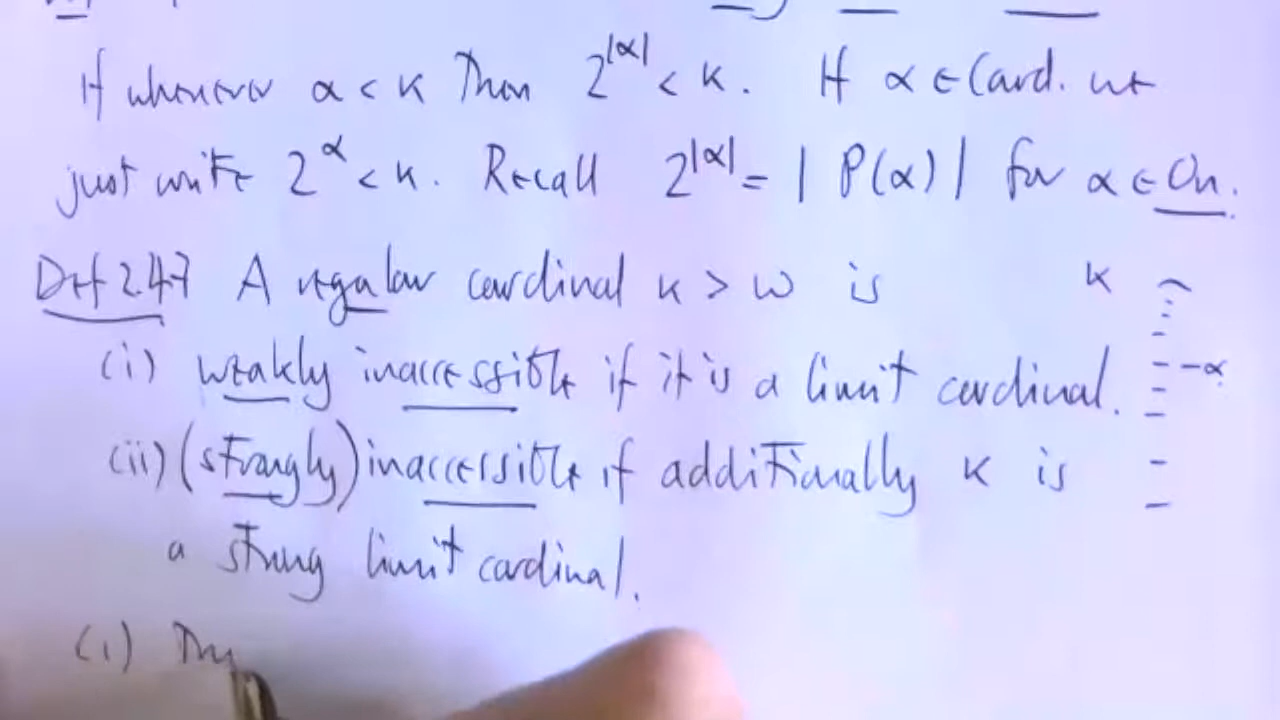 If whenever α < κ Then 2^|α| < κ. If α ∈ Card. we
just write 2^α < κ. Recall 2^|α| = | P(α) | for α ∈ On.
Def 2.47 A regular cardinal κ > ω is
κ
(i) weakly inaccessible if it is a limit cardinal.
-α
(ii) (strongly) inaccessible if additionally κ is
a strong limit cardinal.
(i)